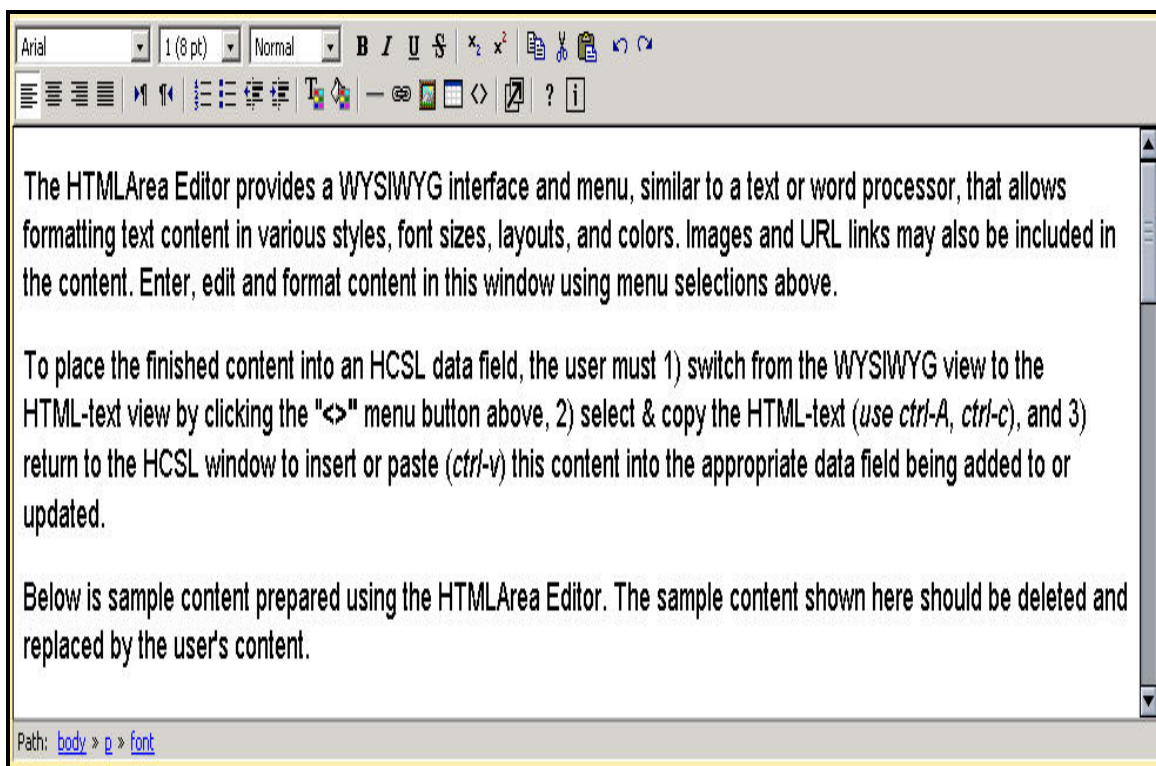 Arial 1 (8 pt) Normal B I U S x₂ x² 
¶ ¶ T <> ? i
The HTMLArea Editor provides a WYSIWYG interface and menu, similar to a text or word processor, that allows
formatting text content in various styles, font sizes, layouts, and colors. Images and URL links may also be included in
the content. Enter, edit and format content in this window using menu selections above.
To place the finished content into an HCSL data field, the user must 1) switch from the WYSIWYG view to the
HTML-text view by clicking the "<>" menu button above, 2) select & copy the HTML-text (use ctrl-A, ctrl-c), and 3)
return to the HCSL window to insert or paste (ctrl-v) this content into the appropriate data field being added to or
updated.
Below is sample content prepared using the HTMLArea Editor. The sample content shown here should be deleted and
replaced by the user's content.
Path: body » p » font